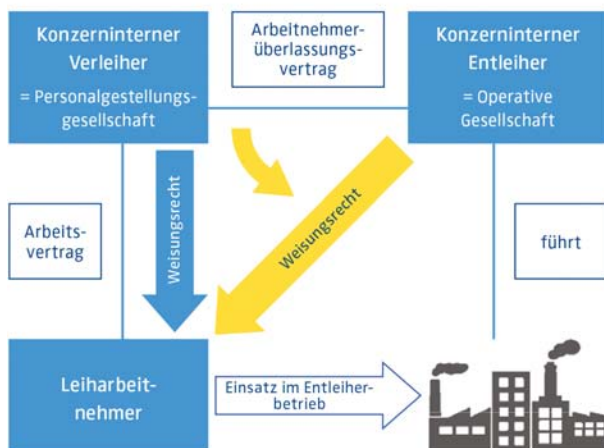 Konzerninterner
Verleiher
= Personalgestellungs-
gesellschaft
Arbeitnehmer-
überlassungs-
vertrag
Konzerninterner
Entleiher
= Operative
Gesellschaft
Arbeits-
vertrag
Weisungsrecht
Weisungsrecht
führt
Leiharbeit-
nehmer
Einsatz im Entleiher-
betrieb